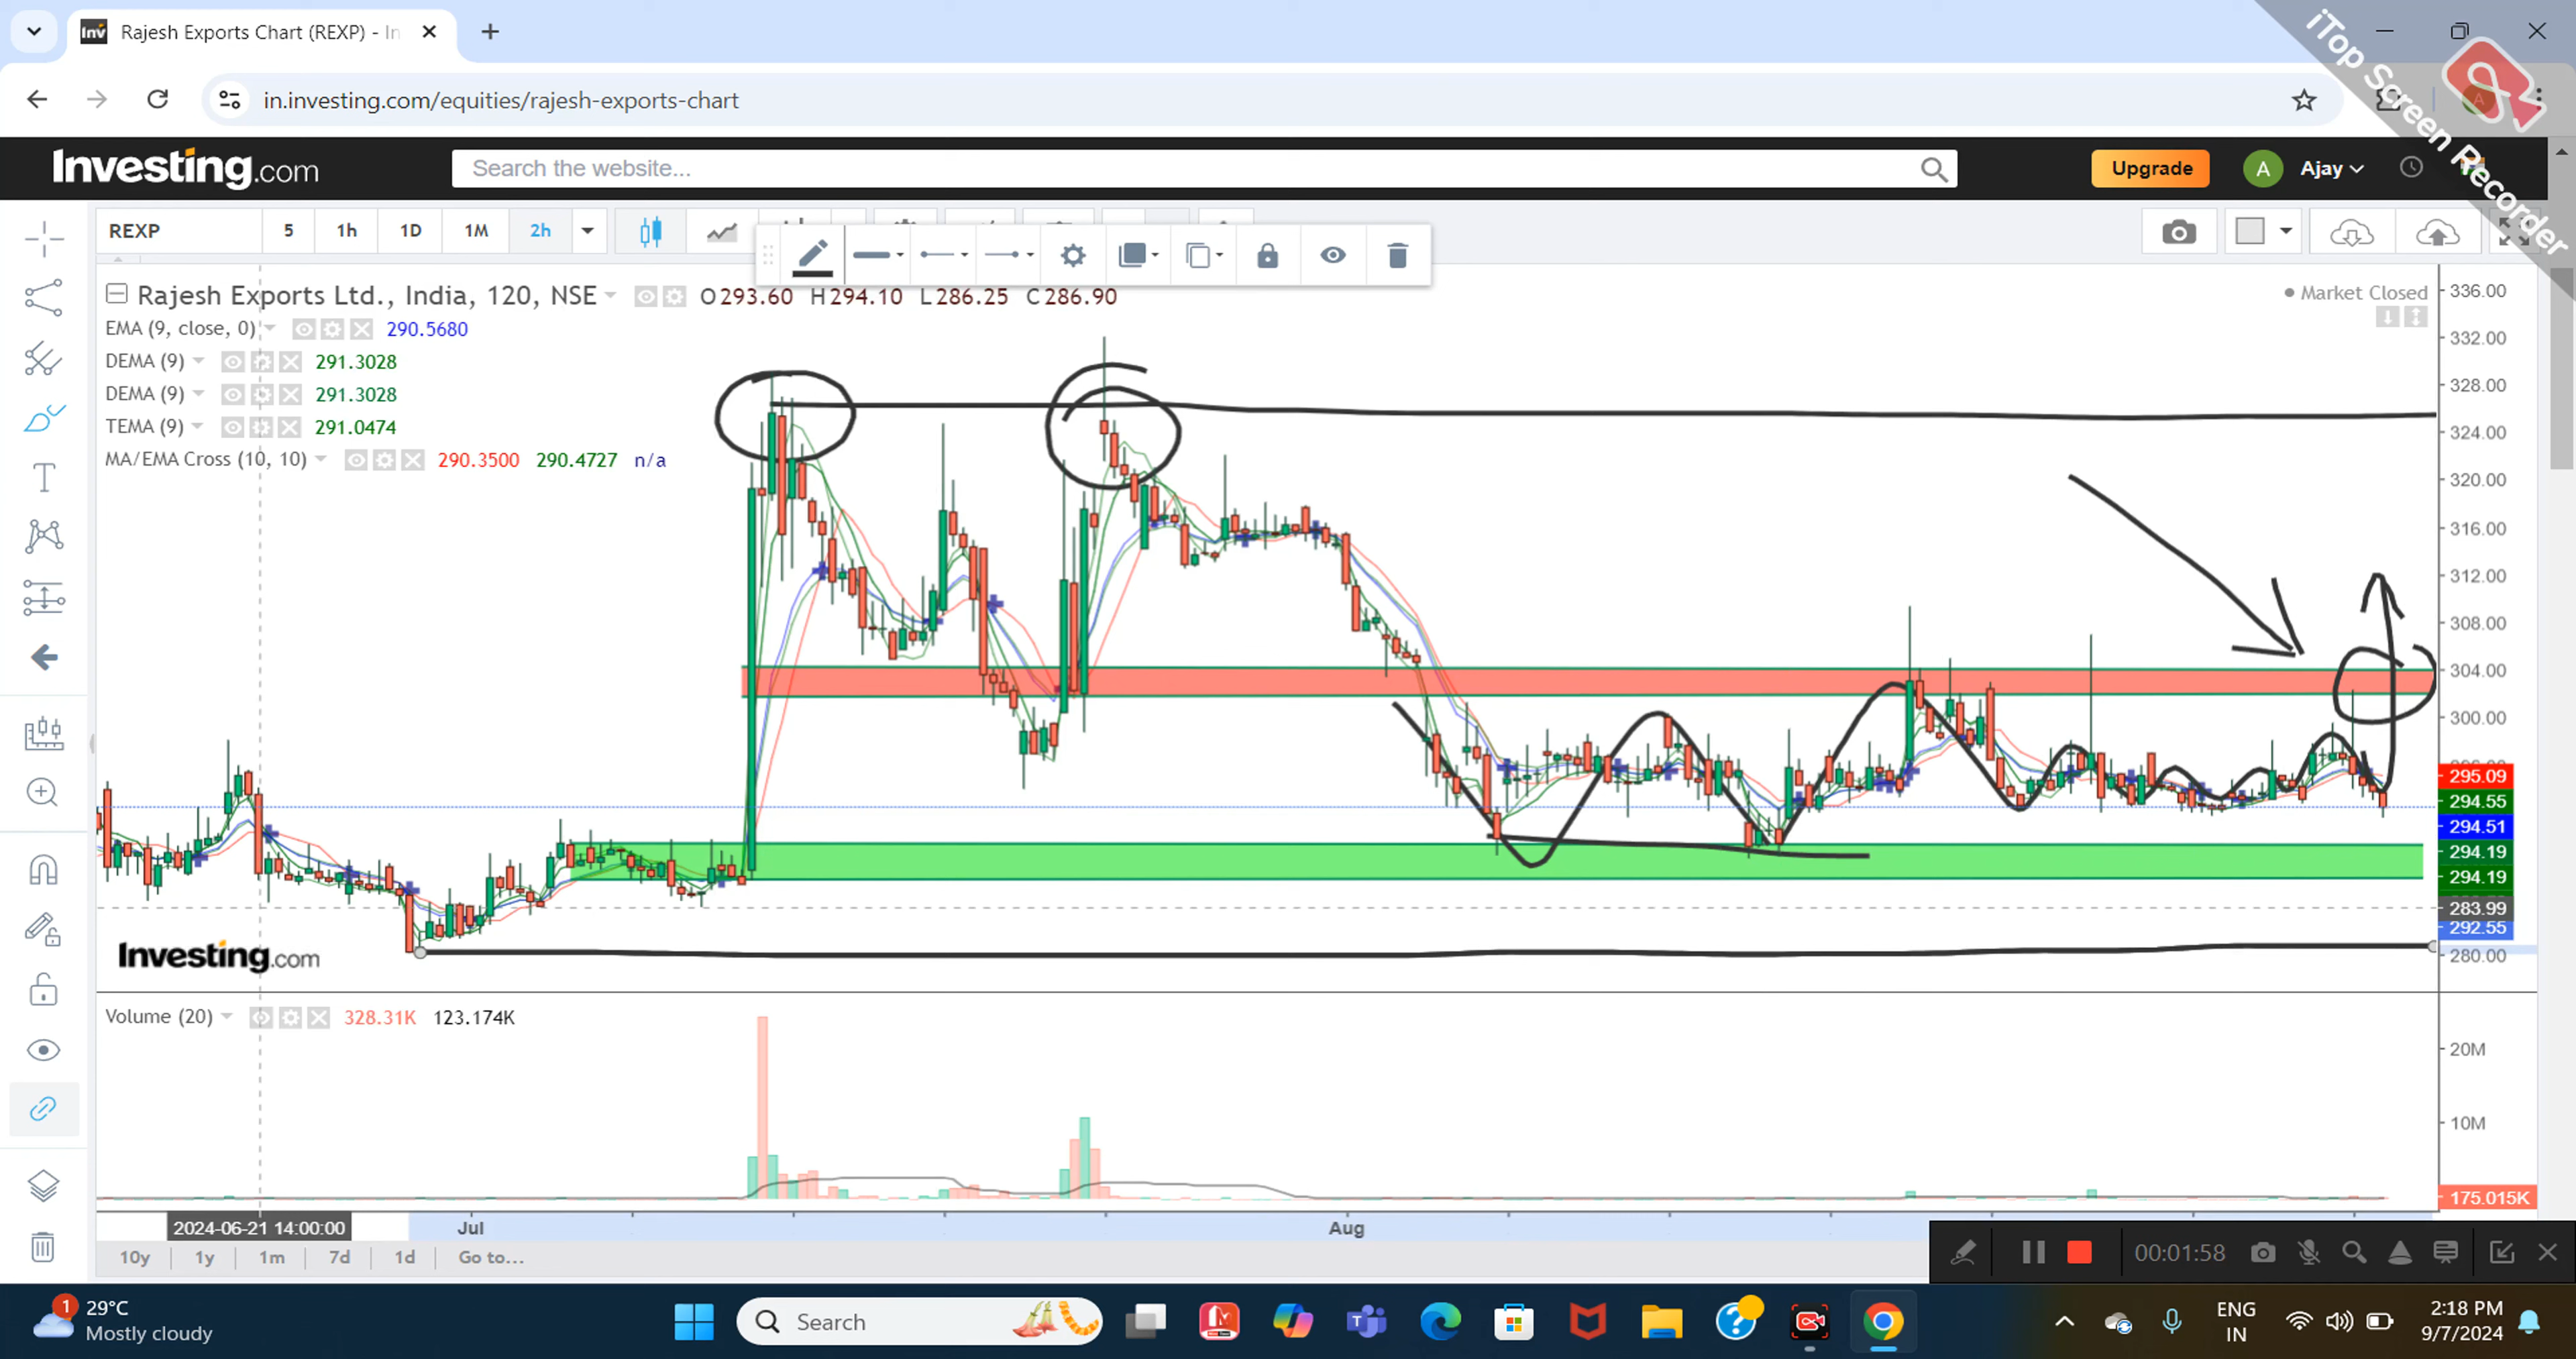 Rajesh Exports Chart (REXP) - In
in.investing.com/equities/rajesh-exports-chart
iTop Screen Recorder
Investing.com
Search the website...
Upgrade
A
Ajay
REXP
5
1h
1D
1M
2h
Rajesh Exports Ltd., India, 120, NSE
O293.60 H294.10 L286.25 C286.90
Market Closed
EMA (9, close, 0) 290.5680
DEMA (9) 291.3028
DEMA (9) 291.3028
TEMA (9) 291.0474
MA/EMA Cross (10, 10) 290.3500 290.4727 n/a
336.00
332.00
328.00
324.00
320.00
316.00
312.00
308.00
304.00
300.00
295.09
294.55
294.51
294.19
294.19
283.99
292.55
280.00
Investing.com
Volume (20) 328.31K 123.174K
20M
10M
175.015K
2024-06-21 14:00:00
Jul
Aug
10y
1y
1m
7d
1d
Go to...
00:01:58
1
29°C
Mostly cloudy
Search
ENG
IN
2:18 PM
9/7/2024